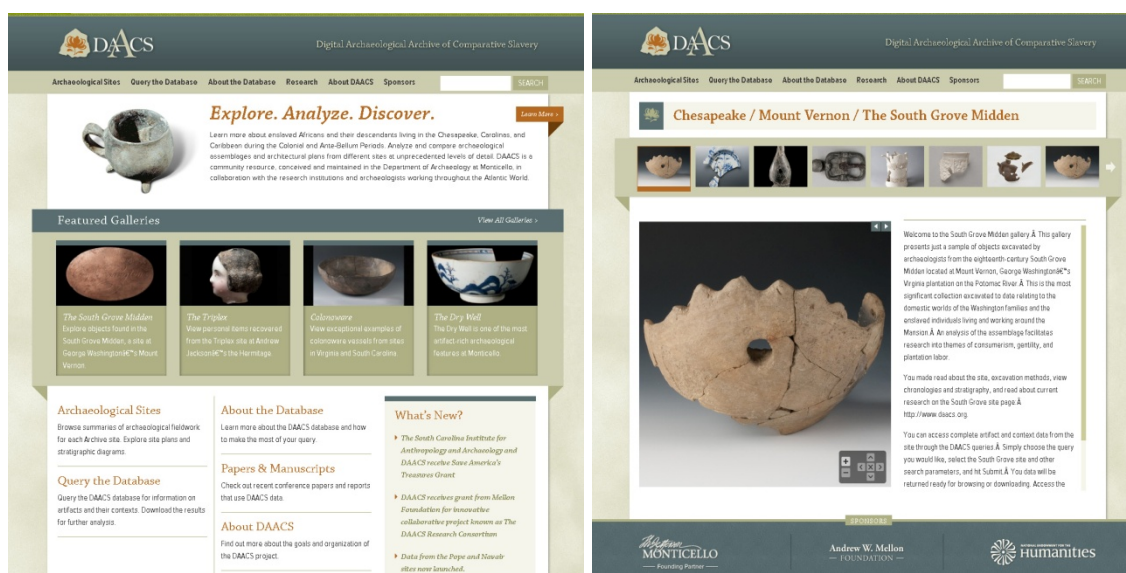 DAACS
Digital Archaeological Archive of Comparative Slavery
Archaeological Sites Query the Database About the Database Research About DAACS Sponsors SEARCH
Explore. Analyze. Discover.
Learn More >
Learn more about enslaved Africans and their descendants living in the Chesapeake, Carolinas, and
Caribbean during the Colonial and Ante-Bellum Periods. Analyze and compare archaeological
assemblages and architectural plans from different sites at unprecedented levels of detail. DAACS is a
community resource, conceived and maintained in the Department of Archaeology at Monticello, in
collaboration with the research institutions and archaeologists working throughout the Atlantic World.
Featured Galleries
View All Galleries >
The South Grove Midden
Explore objects found in the
South Grove Midden, a site at
George Washingtonâ€™s Mount
Vernon
The Triplex
View personal items recovered
from the Triplex site at Andrew
Jacksonâ€™s the Hermitage
Colonoware
View exceptional examples of
colonoware vessels from sites
in Virginia and South Carolina
The Dry Well
The Dry Well is one of the most
artifact-rich archaeological
features at Monticello.
Archaeological Sites
Browse summaries of archaeological fieldwork
for each Archive site. Explore site plans and
stratigraphic diagrams.
Query the Database
Query the DAACS database for information on
artifacts and their contexts. Download the results
for further analysis.
About the Database
Learn more about the DAACS database and how
to make the most of your query.
Papers & Manuscripts
Check out recent conference papers and reports
that use DAACS data.
About DAACS
Find out more about the goals and organization of
the DAACS project.
What's New?
The South Carolina Institute for
Anthropology and Archaeology and
DAACS receive Save America's
Treasures Grant
DAACS receives grant from Mellon
Foundation for innovative
collaborative project known as The
DAACS Research Consortium
Data from the Pope and Navair
sites now launched.
DAACS
Digital Archaeological Archive of Comparative Slavery
Archaeological Sites Query the Database About the Database Research About DAACS Sponsors SEARCH
Chesapeake / Mount Vernon / The South Grove Midden
Welcome to the South Grove Midden gallery.Â This gallery
presents just a sample of objects excavated by
archaeologists from the eighteenth-century South Grove
Midden located at Mount Vernon, George Washingtonâ€™s
Virginia plantation on the Potomac River.Â This is the most
significant collection excavated to date relating to the
domestic worlds of the Washington families and the
enslaved individuals living and working around the
Mansion.Â An analysis of the assemblage facilitates
research into themes of consumerism, gentility, and
plantation labor.
You made read about the site, excavation methods, view
chronologies and stratigraphy, and read about current
research on the South Grove site page:Â
http://www.daacs.org.
You can access complete artifact and context data from the
site through the DAACS queries.Â Simply choose the query
you would like, select the South Grove site and other
search parameters, and hit Submit.Â You data will be
returned ready for browsing or downloading. Access the
SPONSORS
MONTICELLO
Founding Partner
Andrew W. Mellon
FOUNDATION
NATIONAL ENDOWMENT FOR THE
Humanities